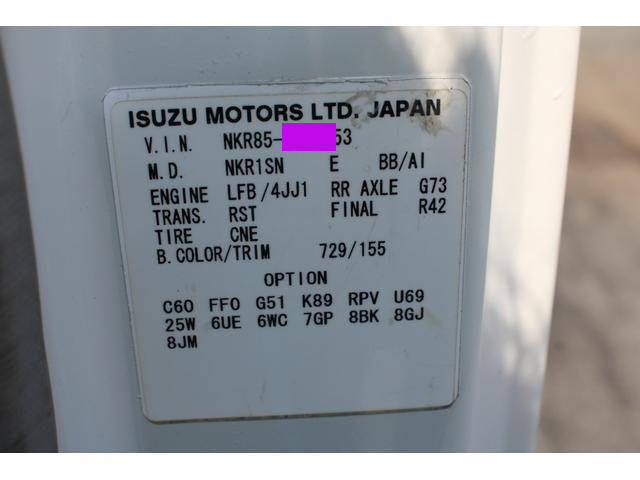 ISUZU MOTORS LTD. JAPAN
V.I.N. NKR85- 53
M.D. NKR1SN E BB/AI
ENGINE LFB/4JJ1 RR AXLE G73
TRANS. RST FINAL R42
TIRE CNE
B.COLOR/TRIM 729/155
OPTION
C60 FF0 G51 K89 RPV U69
25W 6UE 6WC 7GP 8BK 8GJ
8JM